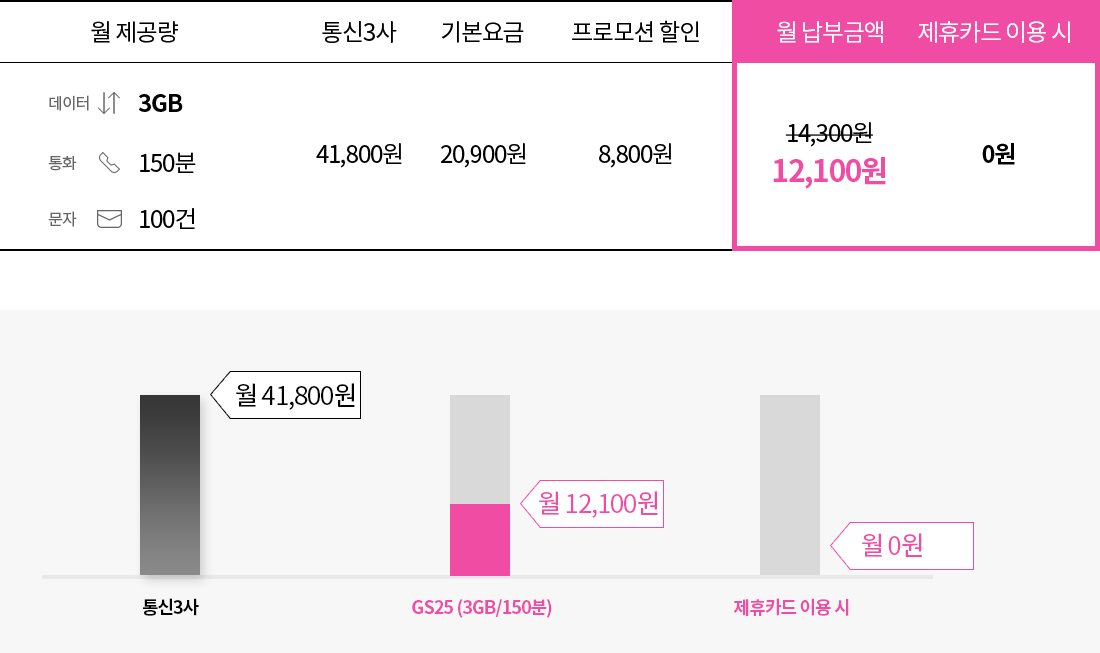 월 제공량 통신3사 기본요금 프로모션 할인 월 납부금액 제휴카드 이용 시
데이터 3GB
통화 150분
문자 100건
41,800원 20,900원 8,800원
14,300원
12,100원
0원
월 41,800원
월 12,100원
월 0원
통신3사 GS25 (3GB/150분) 제휴카드 이용 시